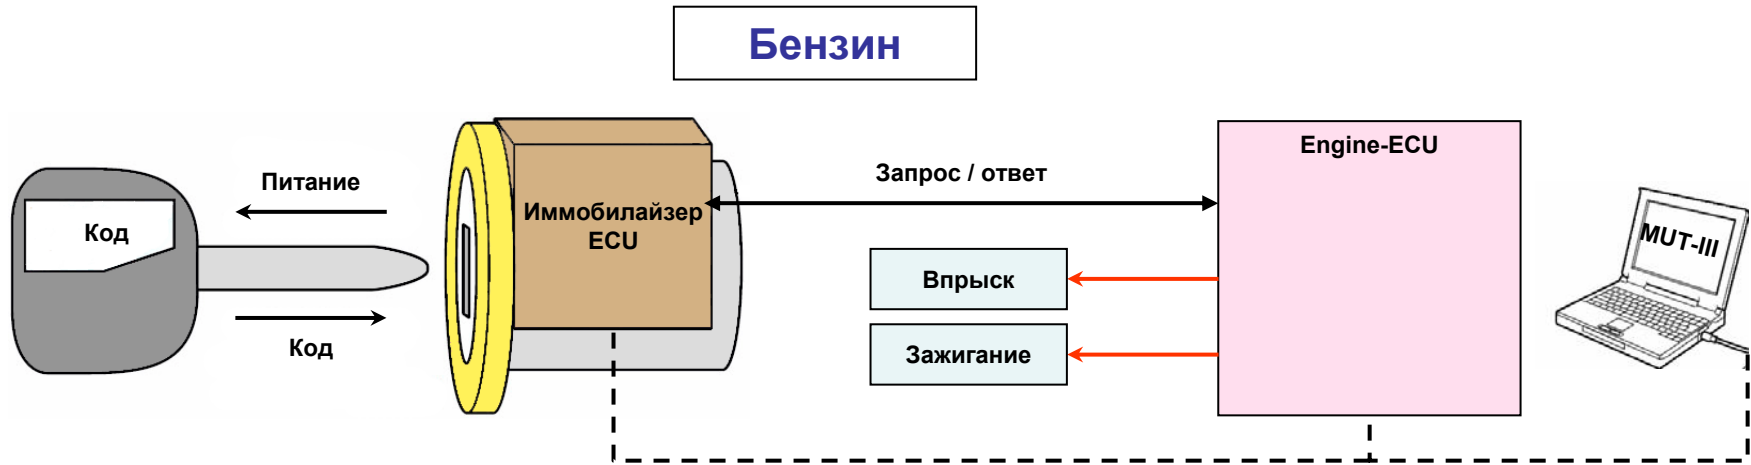 Бензин
Питание
Код
Код
Иммобилайзер
ECU
Запрос / ответ
Впрыск
Зажигание
Engine-ECU
MUT-III